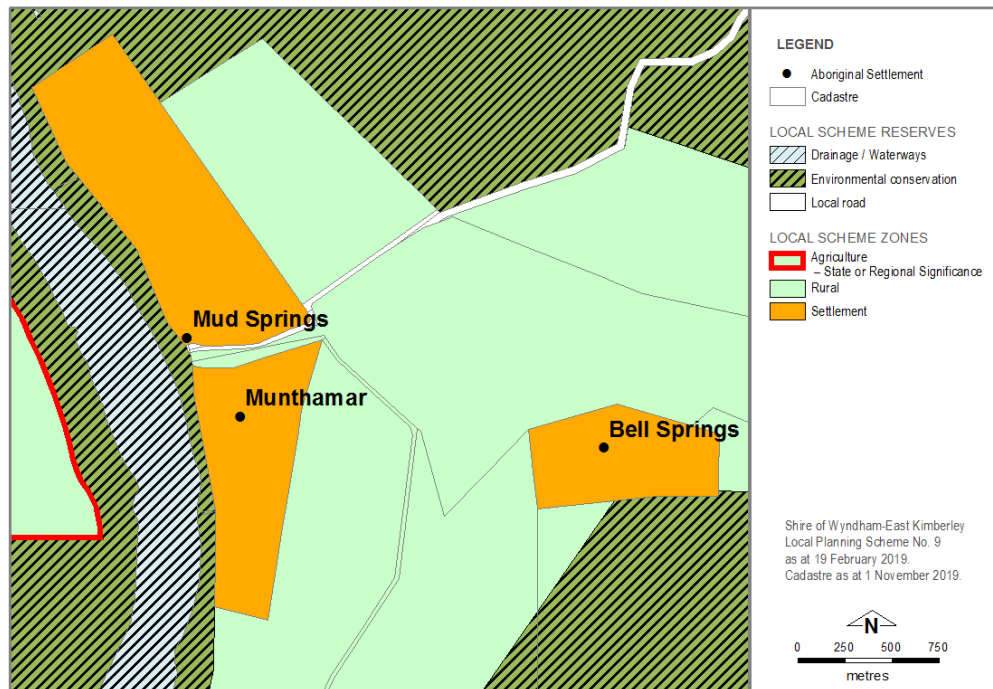 Mud Springs
Munthamar
Bell Springs
LEGEND
Aboriginal Settlement
Cadastre
LOCAL SCHEME RESERVES
Drainage / Waterways
Environmental conservation
Local road
LOCAL SCHEME ZONES
Agriculture
– State or Regional Significance
Rural
Settlement
Shire of Wyndham-East Kimberley
Local Planning Scheme No. 9
as at 19 February 2019.
Cadastre as at 1 November 2019.
N
0 250 500 750
metres